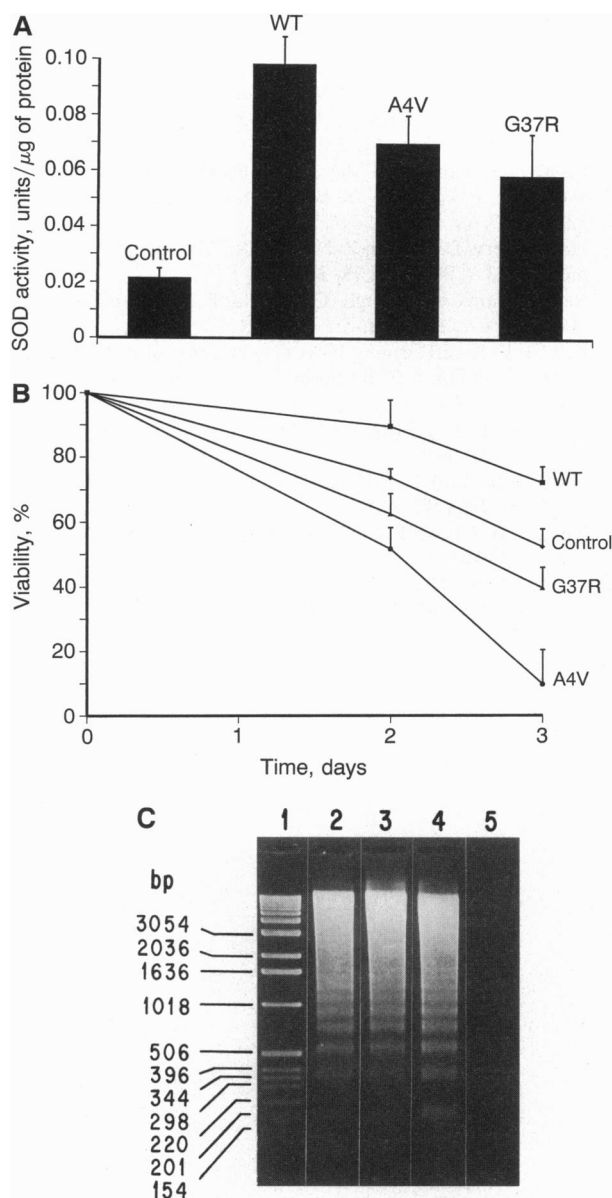 A
SOD activity, units/μg of protein
0.10
0.08
0.06
0.04
0.02
0
Control
WT
A4V
G37R
B
Viability, %
100
80
60
40
20
0
WT
Control
G37R
A4V
0 1 2 3
Time, days
C
1 2 3 4 5
bp
3054
2036
1636
1018
506
396
344
298
220
201
154